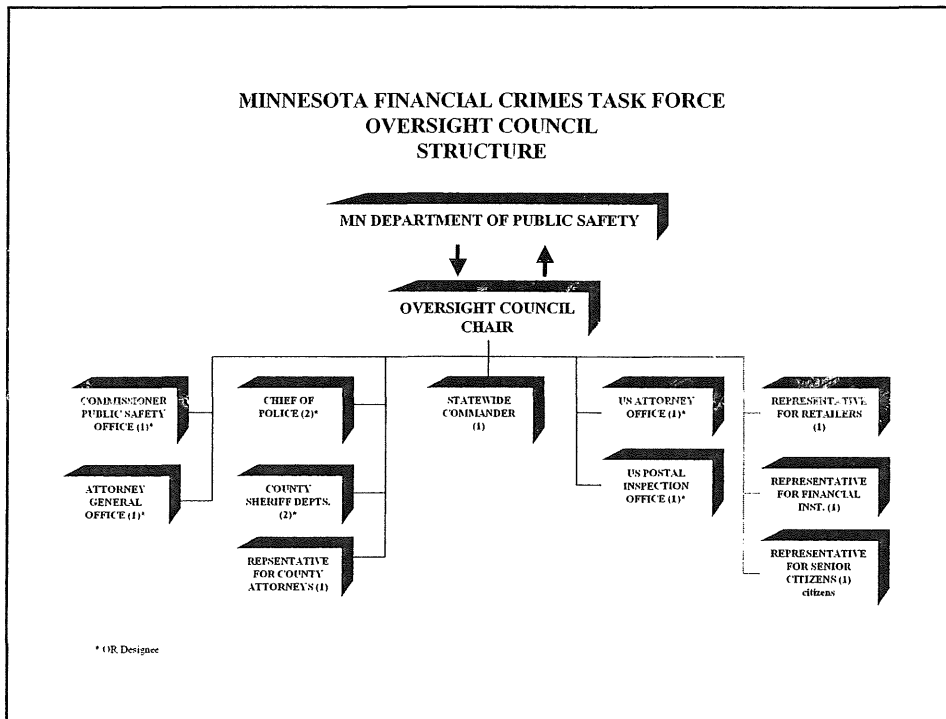 MINNESOTA FINANCIAL CRIMES TASK FORCE
OVERSIGHT COUNCIL
STRUCTURE
MN DEPARTMENT OF PUBLIC SAFETY
OVERSIGHT COUNCIL
CHAIR
COMMISSIONER
PUBLIC SAFETY
OFFICE (1)*
ATTORNEY
GENERAL
OFFICE (1)*
CHIEF OF
POLICE (2)*
COUNTY
SHERIFF DEPTS.
(2)*
REPSENTATIVE
FOR COUNTY
ATTORNEYS (1)
STATEWIDE
COMMANDER
(1)
US ATTORNEY
OFFICE (1)*
US POSTAL
INSPECTION
OFFICE (1)*
REPRESENTATIVE
FOR RETAILERS
(1)
REPRESENTATIVE
FOR FINANCIAL
INST. (1)
REPRESENTATIVE
FOR SENIOR
CITIZENS (1)
citizens
* OR Designee